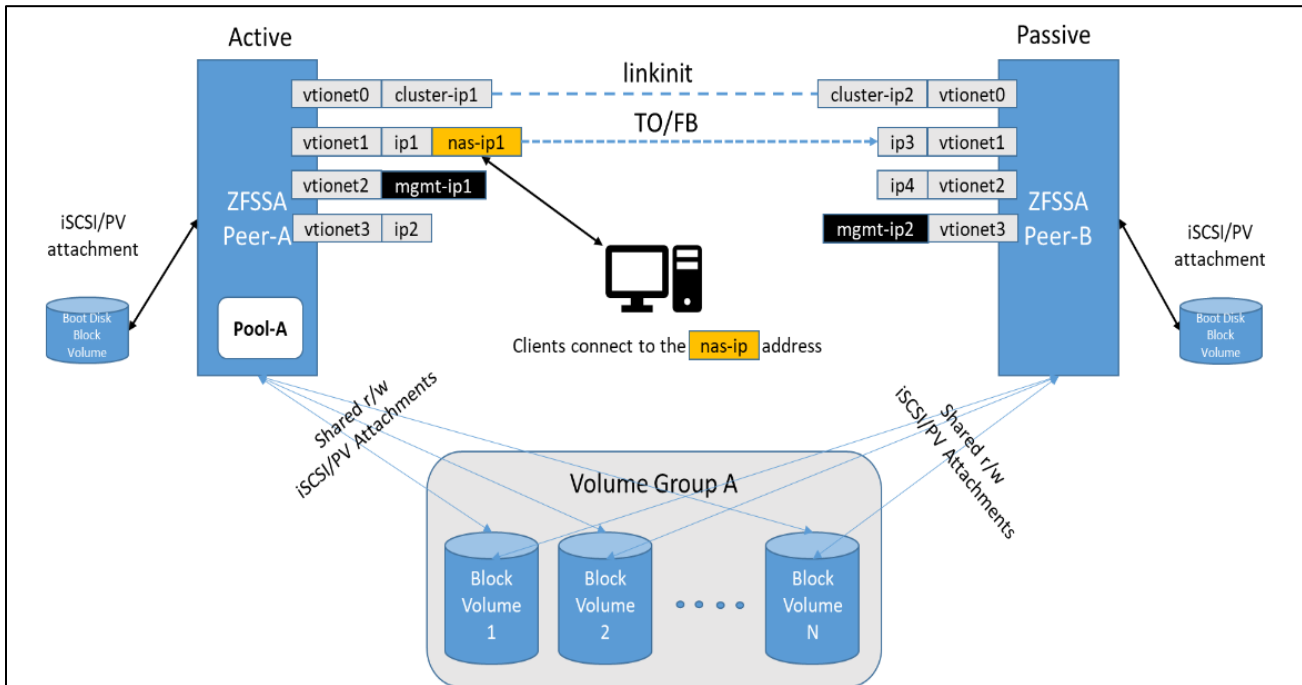 Active
Passive
linkinit
vtionet0 cluster-ip1
cluster-ip2 vtionet0
TO/FB
vtionet1 ip1 nas-ip1
ip3 vtionet1
vtionet2 mgmt-ip1
ip4 vtionet2
ZFSSA
Peer-A
ZFSSA
Peer-B
vtionet3 ip2
mgmt-ip2 vtionet3
iSCSI/PV
attachment
iSCSI/PV
attachment
Boot Disk
Block
Volume
Pool-A
Boot Disk
Block
Volume
Clients connect to the nas-ip address
Shared r/w
iSCSI/PV Attachments
Shared r/w
iSCSI/PV Attachments
Volume Group A
Block
Volume
1
Block
Volume
2
Block
Volume
N